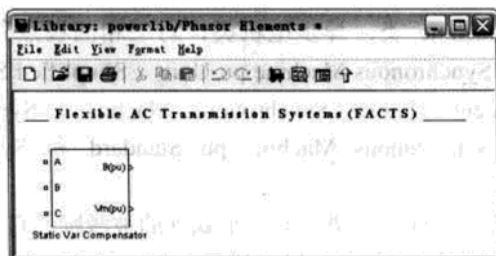 Library: powerlib/Phasor Elements *
File Edit View Format Help
Flexible AC Transmission Systems(FACTS)
A
B(pu)
B
C
Vm(pu)
Static Var Compensator